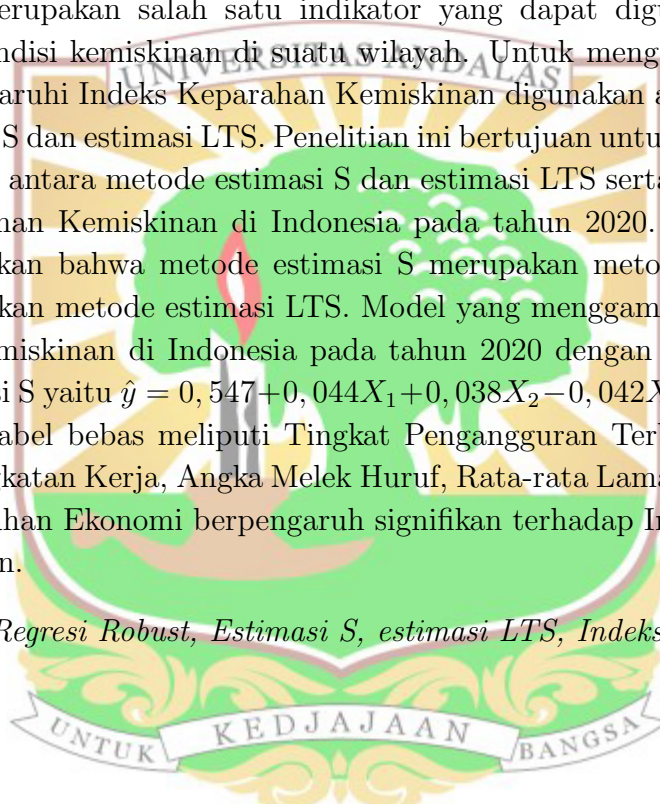 erupakan salah satu indikator yang dapat dig
ndisi kemiskinan di suatu wilayah. Untuk meng
UNIVERSITAS ANDALAS
aruhi Indeks Keparahan Kemiskinan digunakan a
S dan estimasi LTS. Penelitian ini bertujuan untu
antara metode estimasi S dan estimasi LTS serta
nan Kemiskinan di Indonesia pada tahun 2020.
kan bahwa metode estimasi S merupakan meto
kan metode estimasi LTS. Model yang menggam
miskinan di Indonesia pada tahun 2020 dengan
si S yaitu ŷ = 0, 547+0, 044X₁+0, 038X₂−0, 042X
abel bebas meliputi Tingkat Pengangguran Ter
gkatan Kerja, Angka Melek Huruf, Rata-rata Lama
han Ekonomi berpengaruh signifikan terhadap I
n.
Regresi Robust, Estimasi S, estimasi LTS, Indeks
UNTUK KEDJAJAAN BANGSA